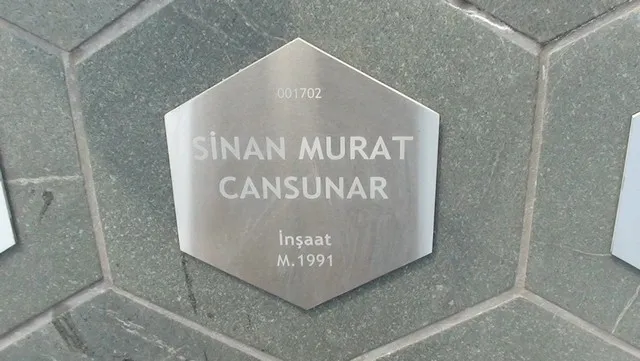 001702
SİNAN MURAT
CANSUNAR
İnşaat
M.1991